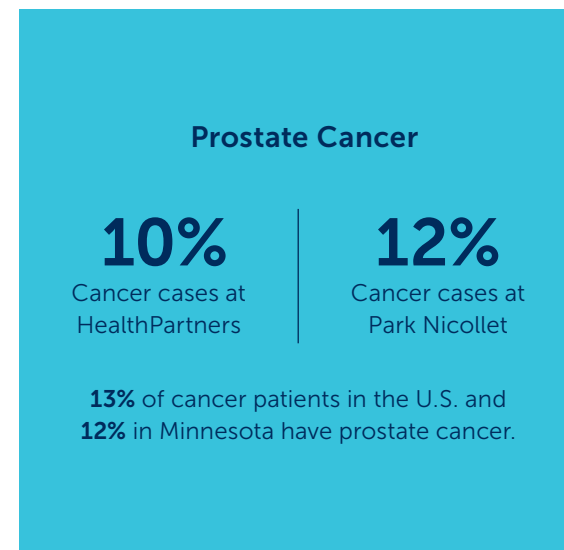 Prostate Cancer
10%
Cancer cases at
HealthPartners
12%
Cancer cases at
Park Nicollet
13% of cancer patients in the U.S. and
12% in Minnesota have prostate cancer.